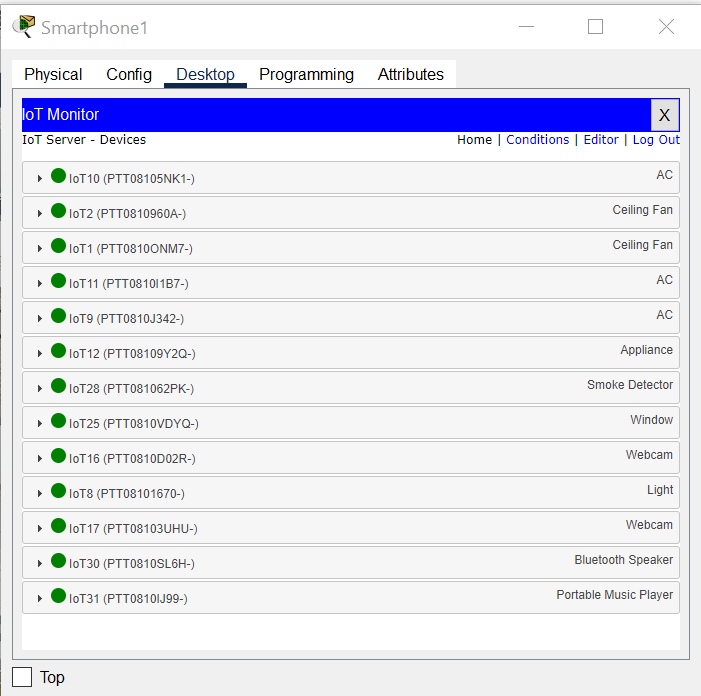 Smartphone1
Physical Config Desktop Programming Attributes
IoT Monitor X
IoT Server - Devices Home | Conditions | Editor | Log Out
IoT10 (PTT08105NK1-) AC
IoT2 (PTT0810960A-) Ceiling Fan
IoT1 (PTT0810ONM7-) Ceiling Fan
IoT11 (PTT0810I1B7-) AC
IoT9 (PTT0810J342-) AC
IoT12 (PTT08109Y2Q-) Appliance
IoT28 (PTT081062PK-) Smoke Detector
IoT25 (PTT0810VDYQ-) Window
IoT16 (PTT0810D02R-) Webcam
IoT8 (PTT08101670-) Light
IoT17 (PTT08103UHU-) Webcam
IoT30 (PTT0810SL6H-) Bluetooth Speaker
IoT31 (PTT0810IJ99-) Portable Music Player
Top